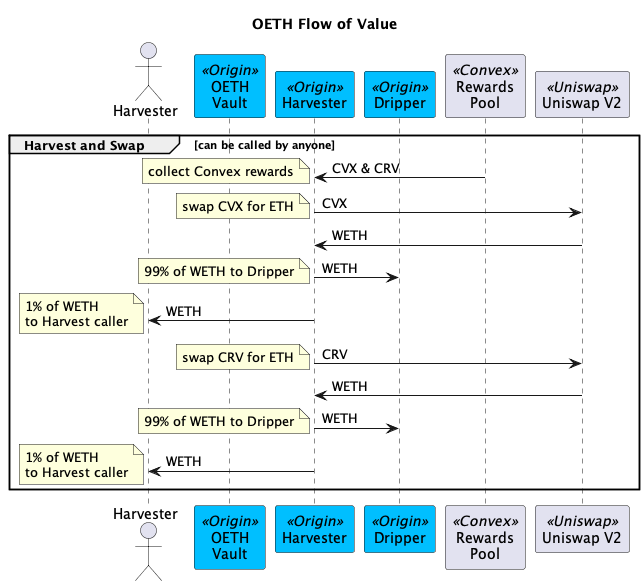 OETH Flow of Value
Harvester
«Origin»
OETH
Vault
«Origin»
Harvester
«Origin»
Dripper
«Convex»
Rewards
Pool
«Uniswap»
Uniswap V2
Harvest and Swap
[can be called by anyone]
collect Convex rewards
CVX & CRV
swap CVX for ETH
CVX
WETH
99% of WETH to Dripper
WETH
1% of WETH
to Harvest caller
WETH
swap CRV for ETH
CRV
WETH
99% of WETH to Dripper
WETH
1% of WETH
to Harvest caller
WETH
Harvester
«Origin»
OETH
Vault
«Origin»
Harvester
«Origin»
Dripper
«Convex»
Rewards
Pool
«Uniswap»
Uniswap V2